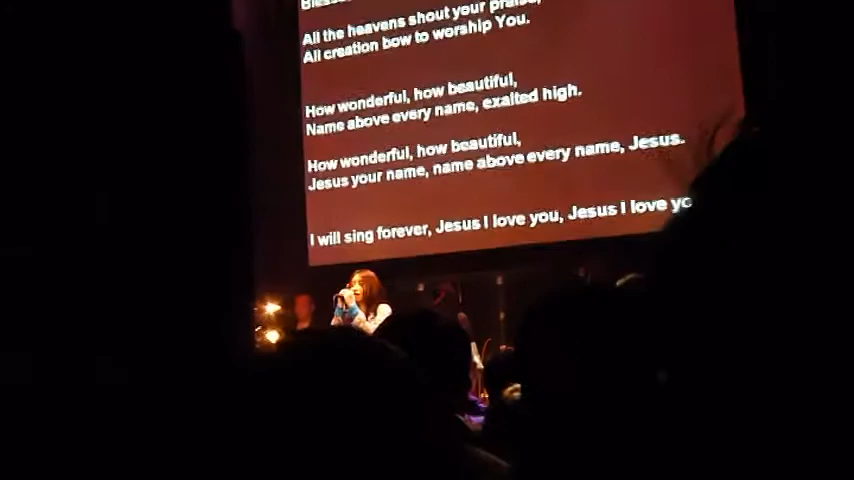 All the heavens shout your praise,
All creation bow to worship You.
How wonderful, how beautiful,
Name above every name, exalted high.
How wonderful, how beautiful,
Jesus your name, name above every name, Jesus.
I will sing forever, Jesus I love you, Jesus I love